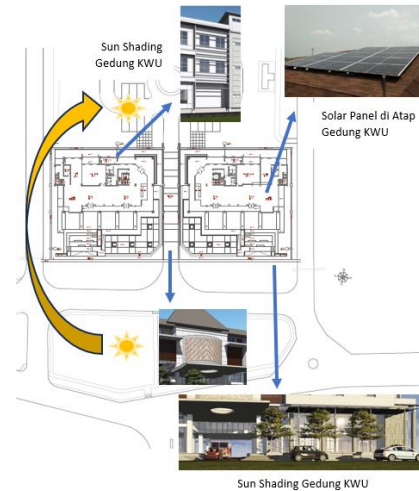 Sun Shading
Gedung KWU
Solar Panel di Atap
Gedung KWU
Sun Shading Gedung KWU